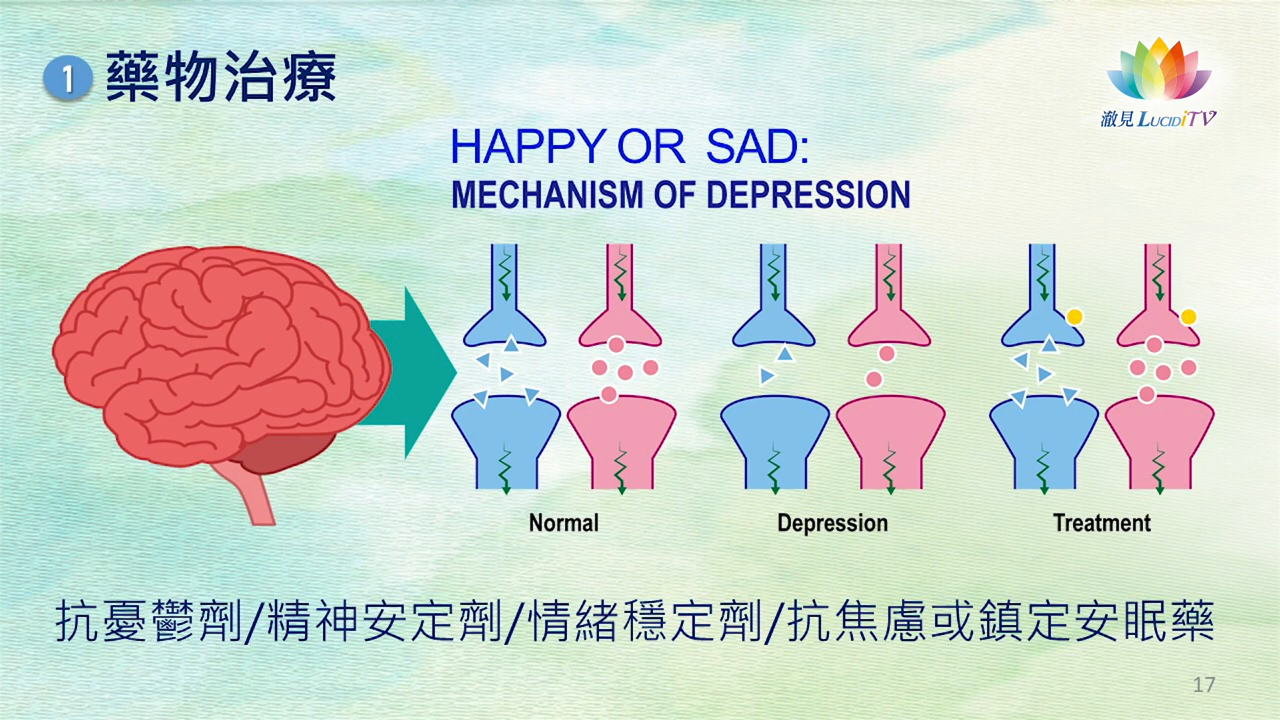 1 藥物治療
澈見 LUCIDiTV
HAPPY OR SAD:
MECHANISM OF DEPRESSION
Normal
Depression
Treatment
抗憂鬱劑/精神安定劑/情緒穩定劑/抗焦慮或鎮定安眠藥
17